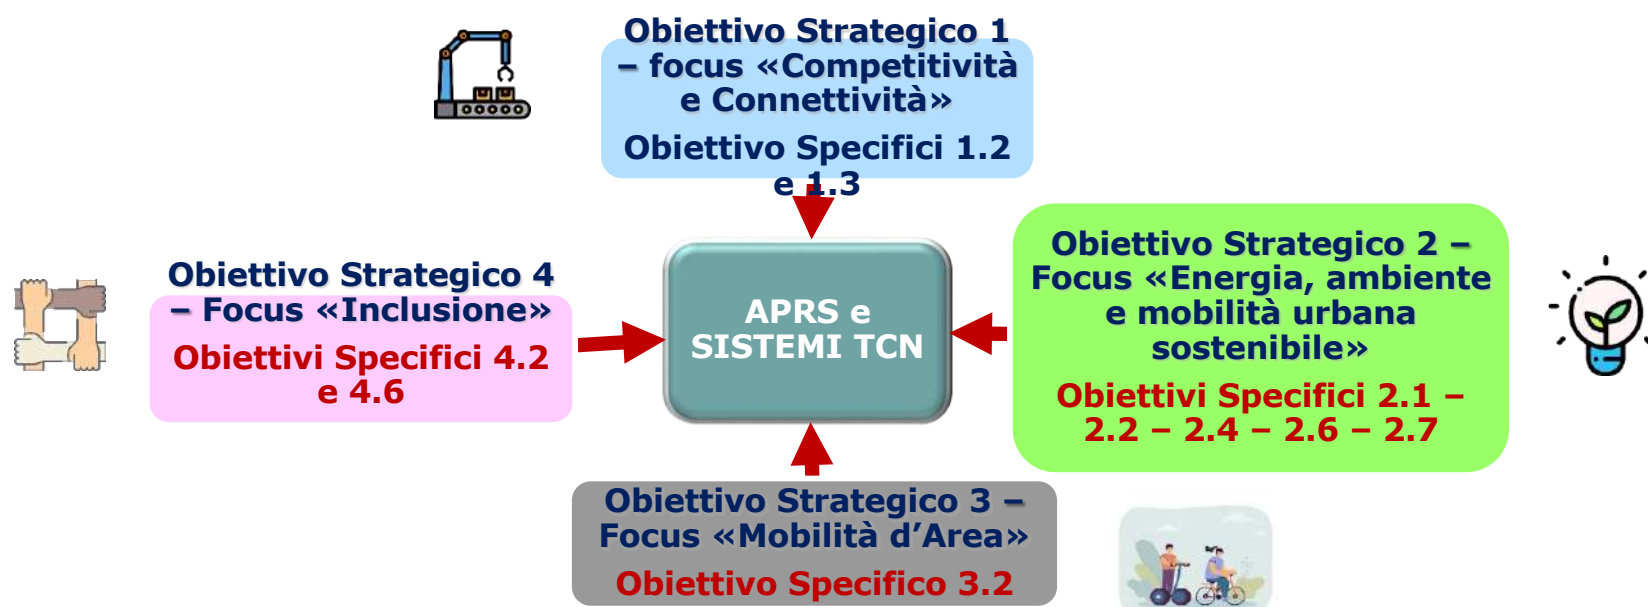 Obiettivo Strategico 1
– focus «Competitività
e Connettività»
Obiettivo Specifici 1.2
e 1.3
Obiettivo Strategico 4
– Focus «Inclusione»
Obiettivi Specifici 4.2
e 4.6
APRS e
SISTEMI TCN
Obiettivo Strategico 2 –
Focus «Energia, ambiente
e mobilità urbana
sostenibile»
Obiettivi Specifici 2.1 –
2.2 – 2.4 – 2.6 – 2.7
Obiettivo Strategico 3 –
Focus «Mobilità d’Area»
Obiettivo Specifico 3.2